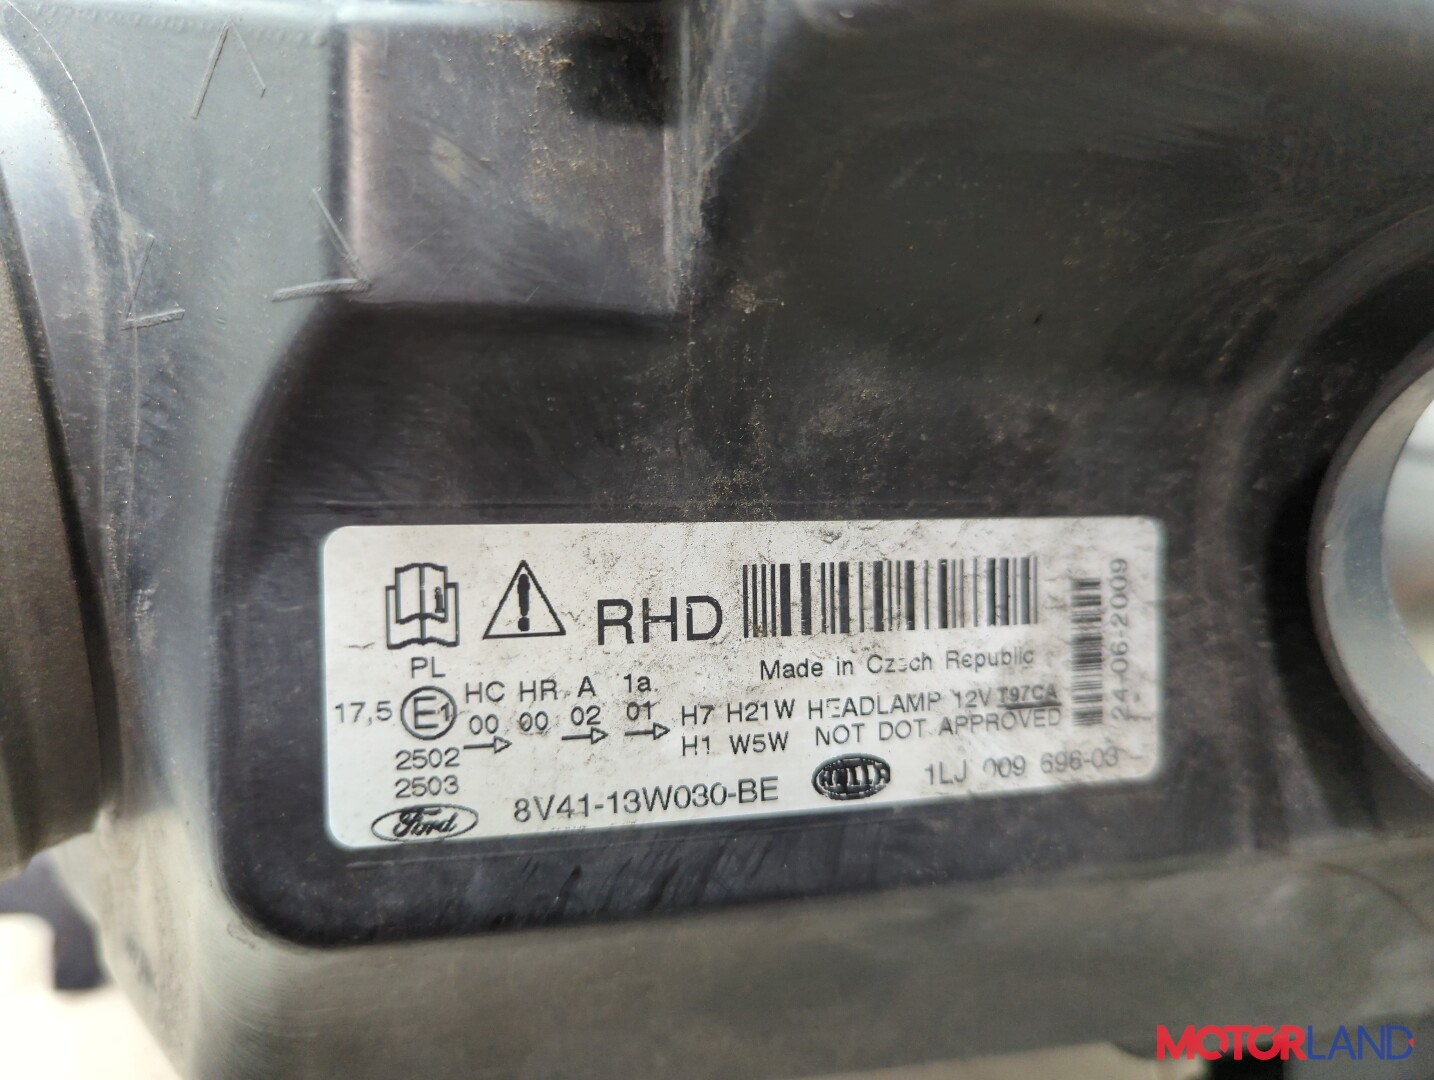 RHD
Made in Czech Republic
24-06-2009
PL
17,5 E1 HC HR A 1a
00 00 02 01
2502
2503
H7 H21W HEADLAMP 12V T97CA
H1 W5W NOT DOT APPROVED
Ford 8V41-13W030-BE HELLA 1LJ 009 696-03
MOTORLAND